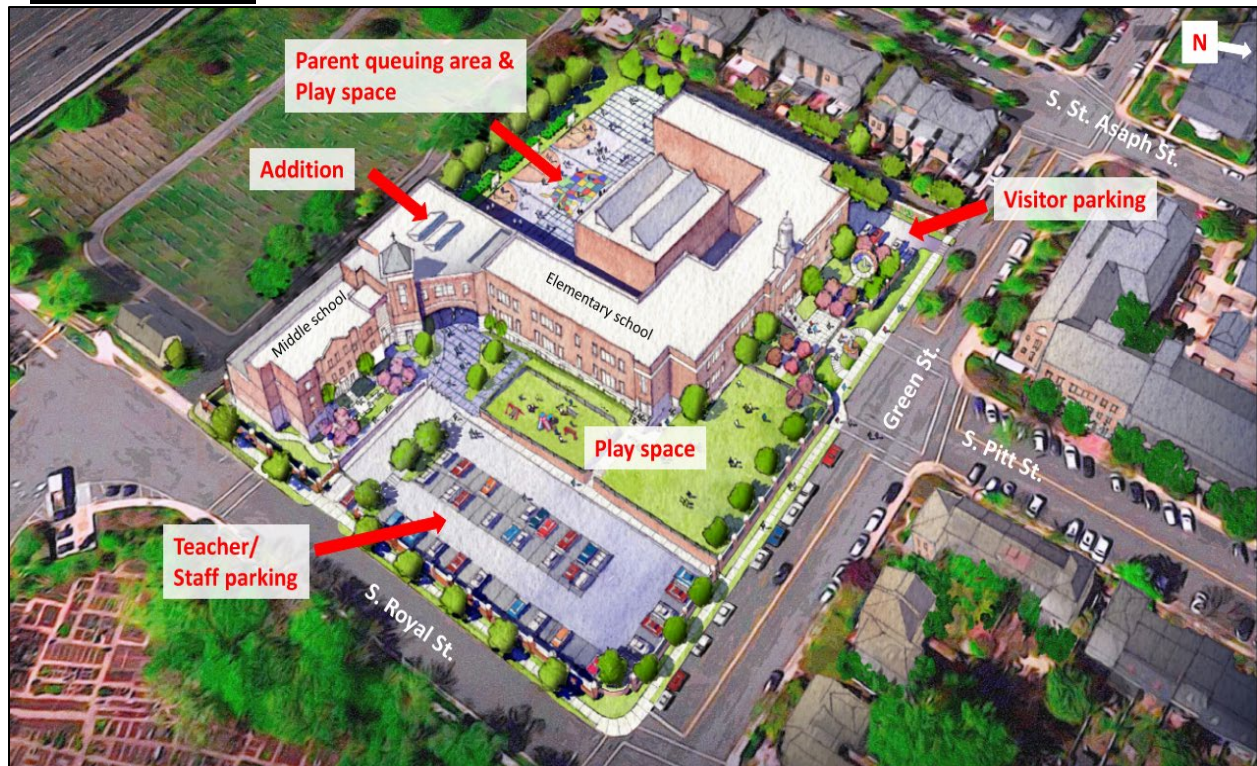 N
Parent queuing area &
Play space
S. St. Asaph St.
Addition
Visitor parking
Elementary school
Middle school
Green St.
S. Pitt St.
Play space
Teacher/
Staff parking
S. Royal St.